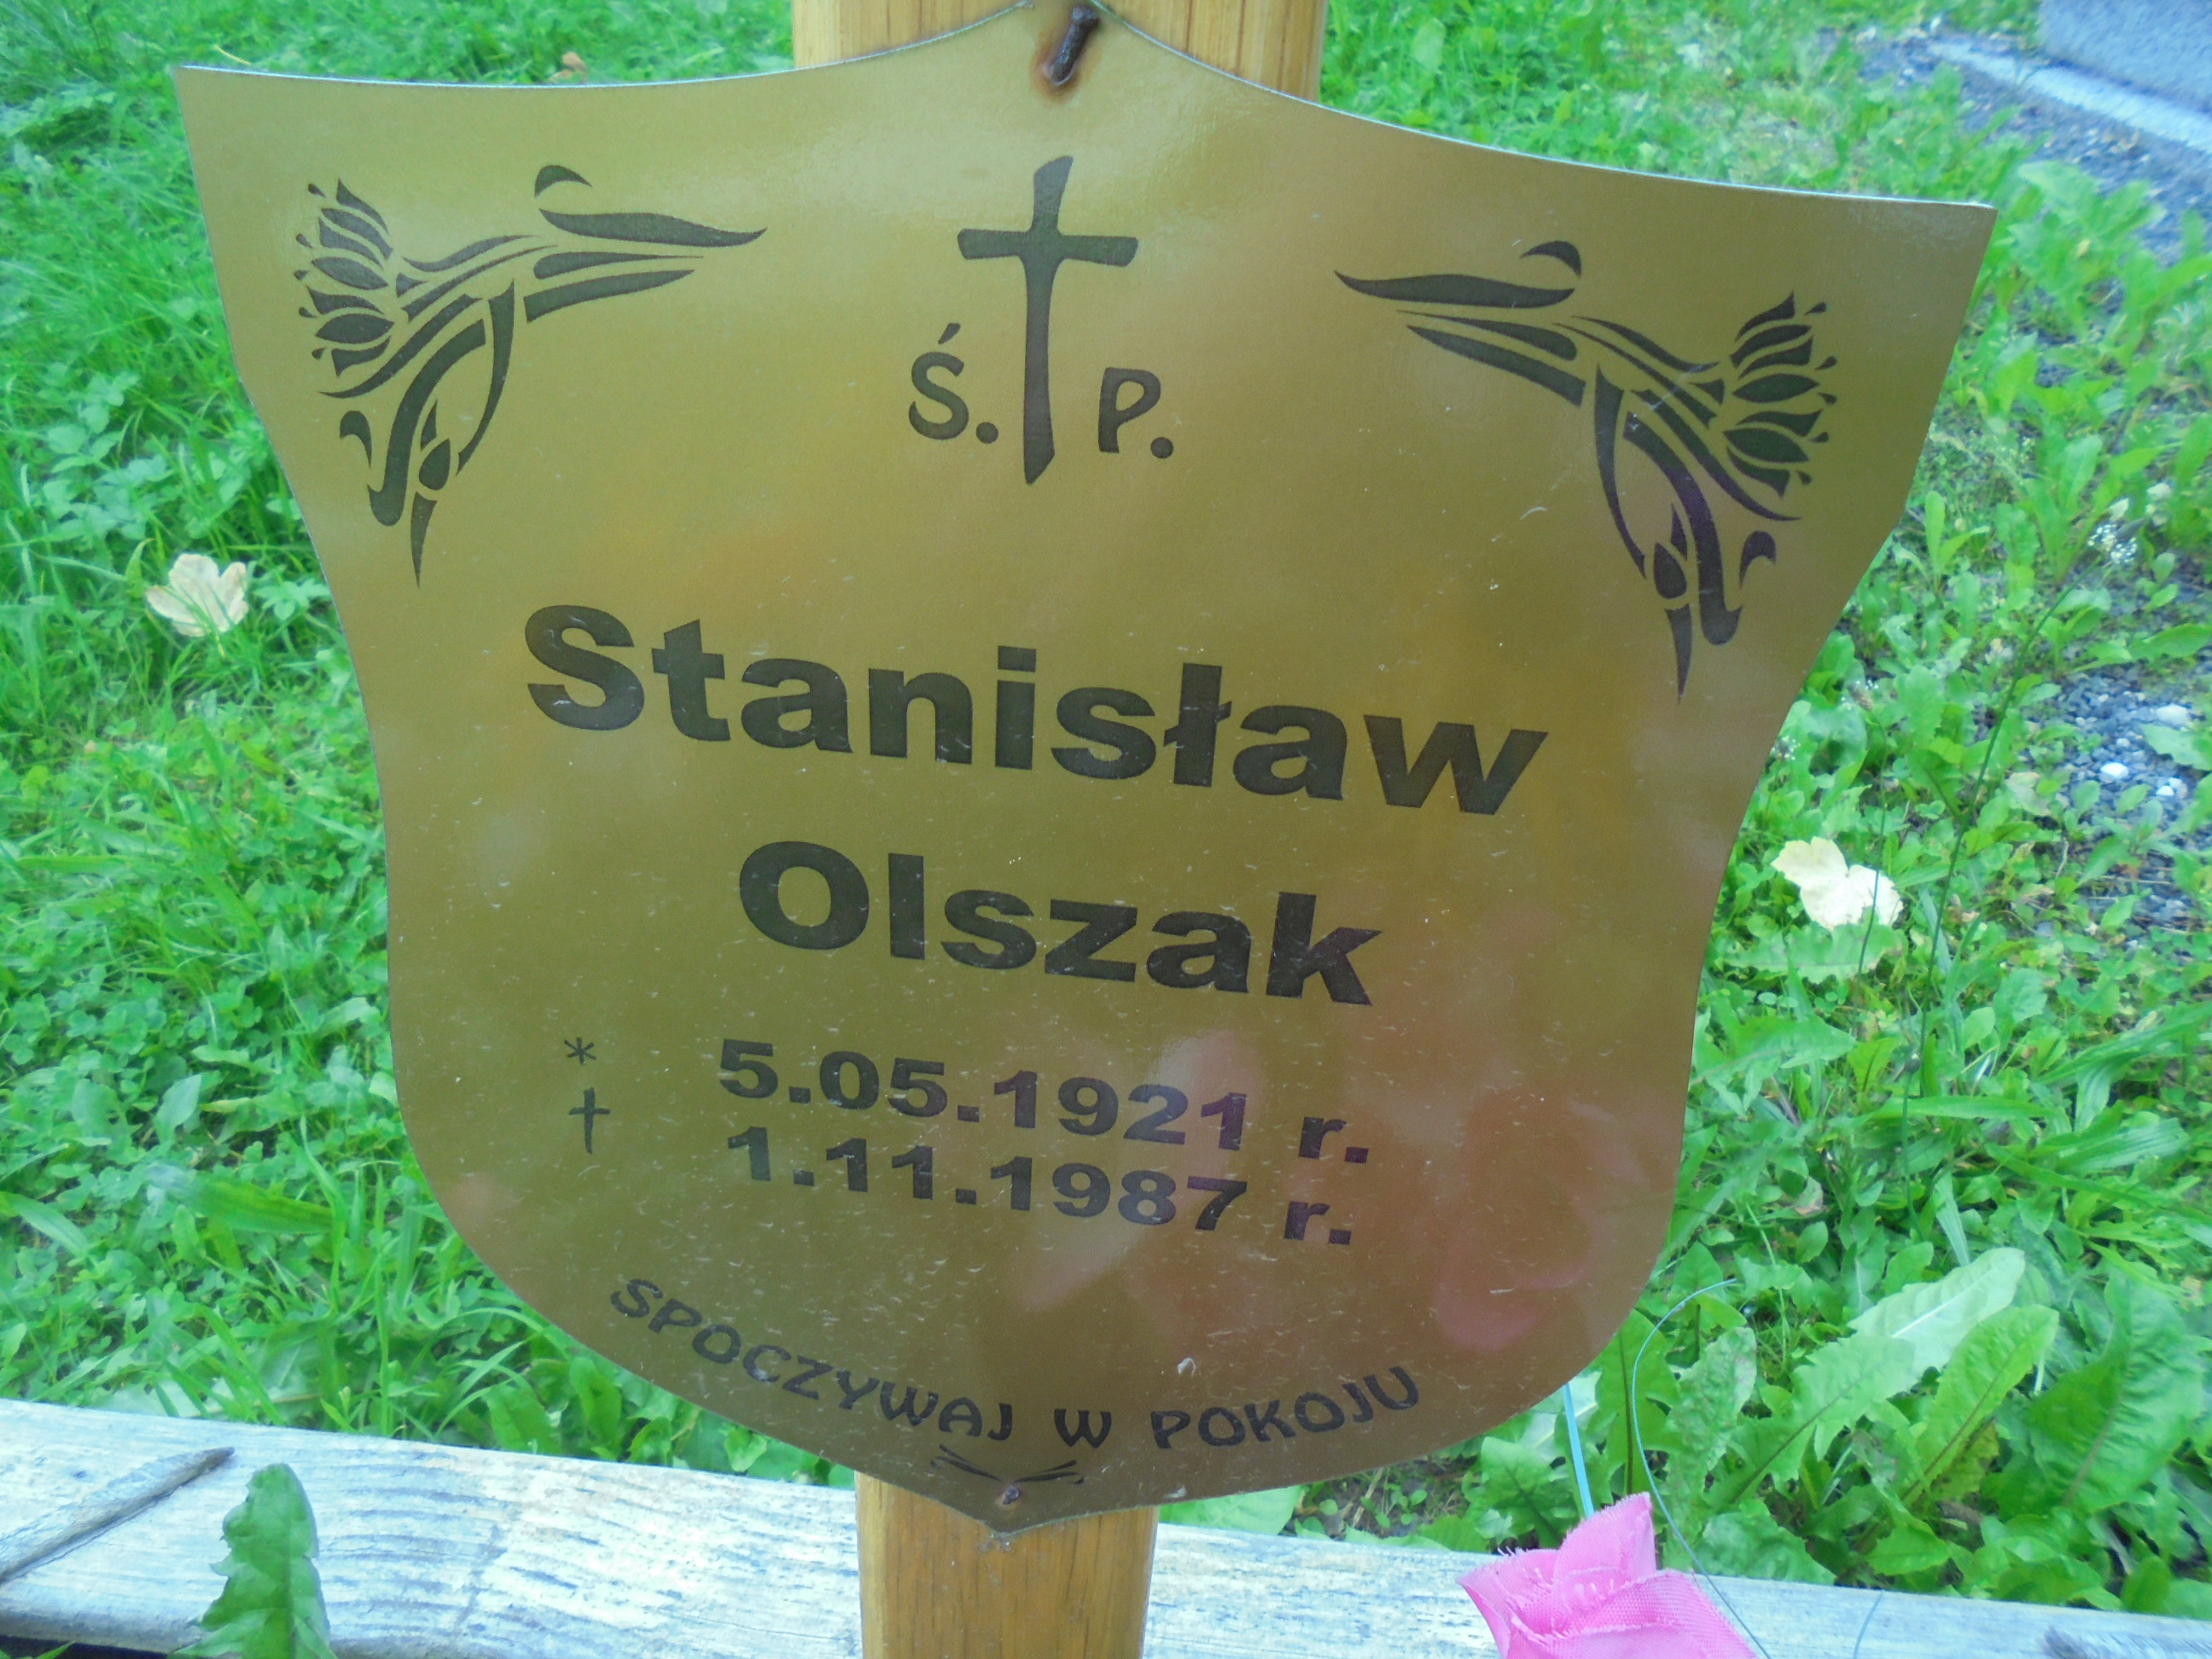 Ś. P.
Stanisław
Olszak
* 5.05.1921 r.
† 1.11.1987 r.
SPOCZYWAJ W POKOJU